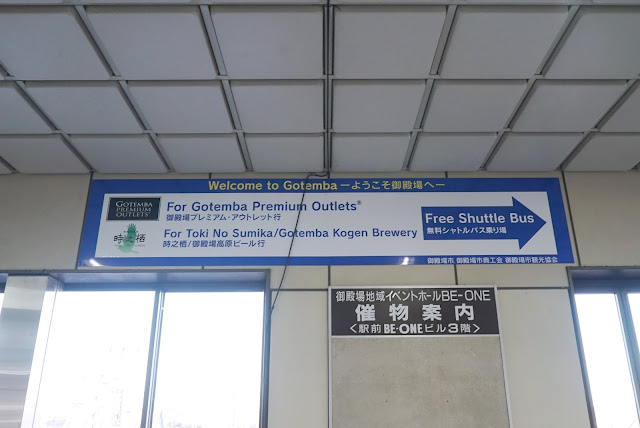 Welcome to Gotemba ーようこそ御殿場へー
GOTEMBA
PREMIUM
OUTLETS®
For Gotemba Premium Outlets®
御殿場プレミアム・アウトレット行
時之栖
For Toki No Sumika/Gotemba Kogen Brewery
時之栖/御殿場高原ビール行
Free Shuttle Bus
無料シャトルバス乗り場
御殿場市 御殿場市商工会 御殿場市観光協会
御殿場地域イベントホールBE-ONE
催物案内
<駅前BE・ONEビル3階>